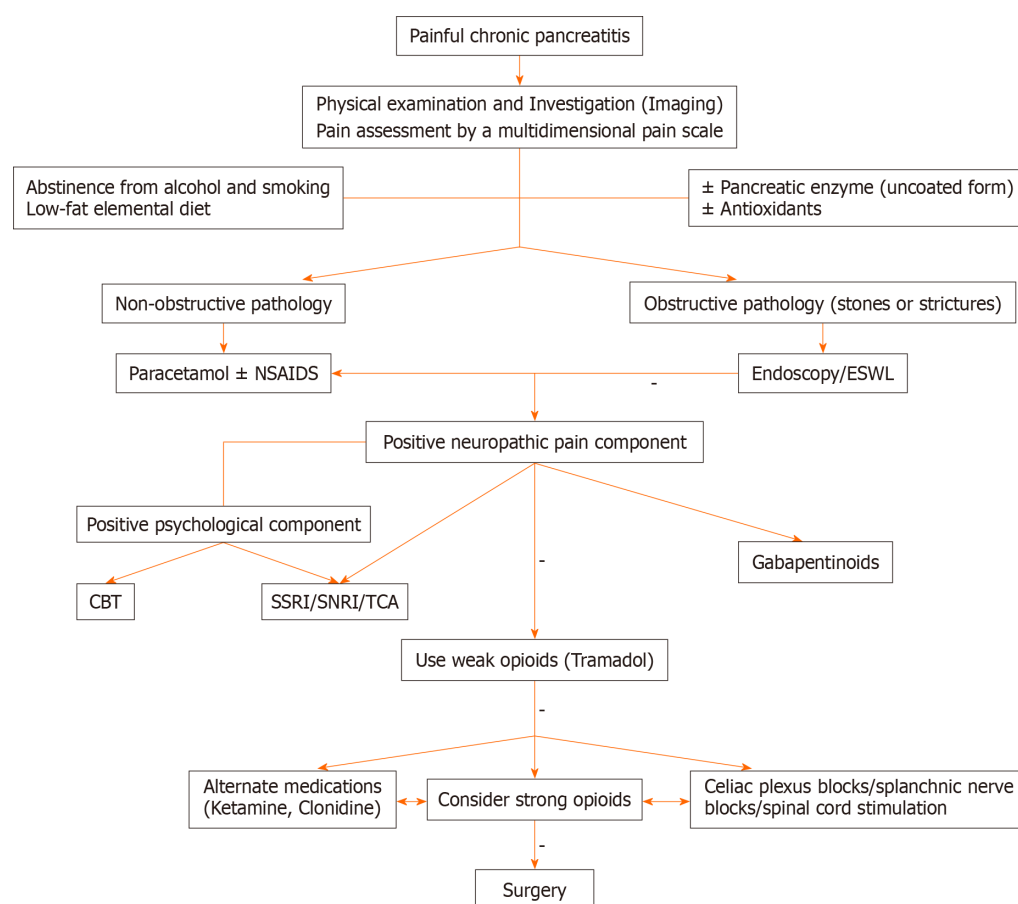 Painful chronic pancreatitis
Physical examination and Investigation (Imaging)
Pain assessment by a multidimensional pain scale
Abstinence from alcohol and smoking
Low-fat elemental diet
± Pancreatic enzyme (uncoated form)
± Antioxidants
Non-obstructive pathology
Obstructive pathology (stones or strictures)
Paracetamol ± NSAIDS
-
Endoscopy/ESWL
Positive neuropathic pain component
Positive psychological component
-
Gabapentinoids
CBT
SSRI/SNRI/TCA
Use weak opioids (Tramadol)
-
Alternate medications
(Ketamine, Clonidine)
Consider strong opioids
Celiac plexus blocks/splanchnic nerve
blocks/spinal cord stimulation
-
Surgery